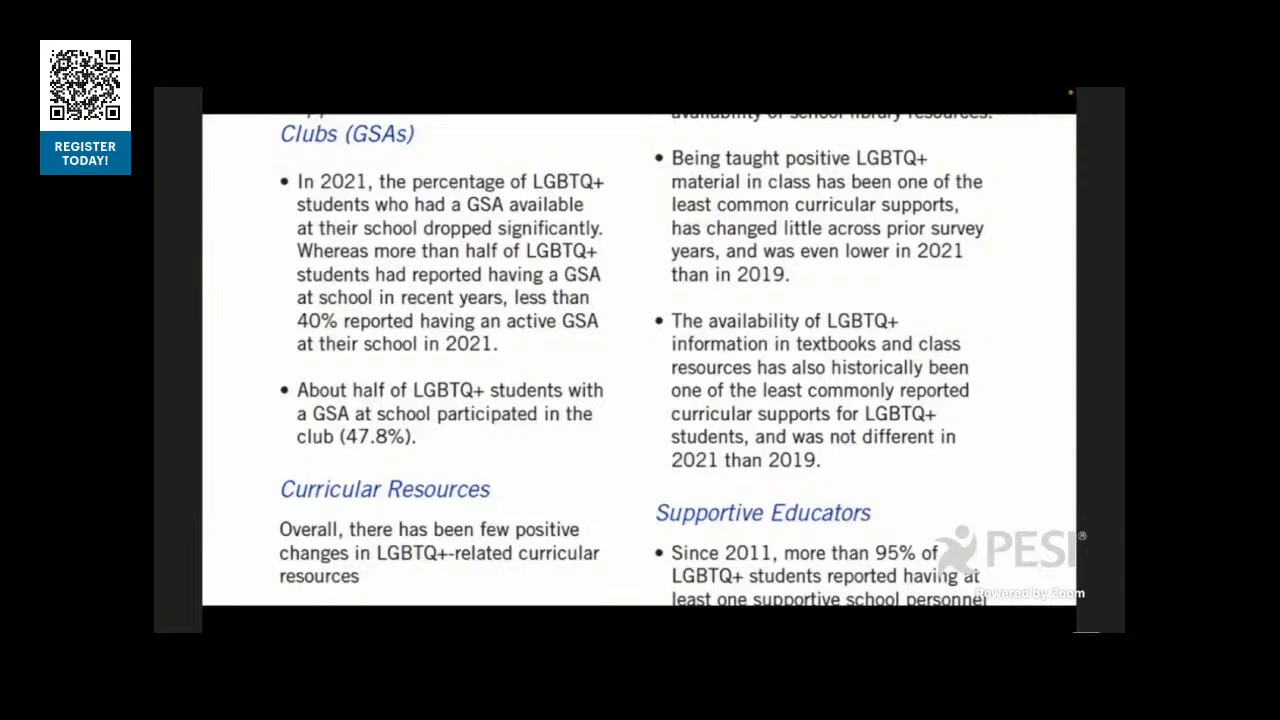 REGISTER
TODAY!
Clubs (GSAs)
• In 2021, the percentage of LGBTQ+
students who had a GSA available
at their school dropped significantly.
Whereas more than half of LGBTQ+
students had reported having a GSA
at school in recent years, less than
40% reported having an active GSA
at their school in 2021.
• About half of LGBTQ+ students with
a GSA at school participated in the
club (47.8%).
Curricular Resources
Overall, there has been few positive
changes in LGBTQ+-related curricular
resources
availability of school library resources.
• Being taught positive LGBTQ+
material in class has been one of the
least common curricular supports,
has changed little across prior survey
years, and was even lower in 2021
than in 2019.
• The availability of LGBTQ+
information in textbooks and class
resources has also historically been
one of the least commonly reported
curricular supports for LGBTQ+
students, and was not different in
2021 than 2019.
Supportive Educators
• Since 2011, more than 95% of
LGBTQ+ students reported having at
least one supportive school personnel
PESI®
Powered by Zoom